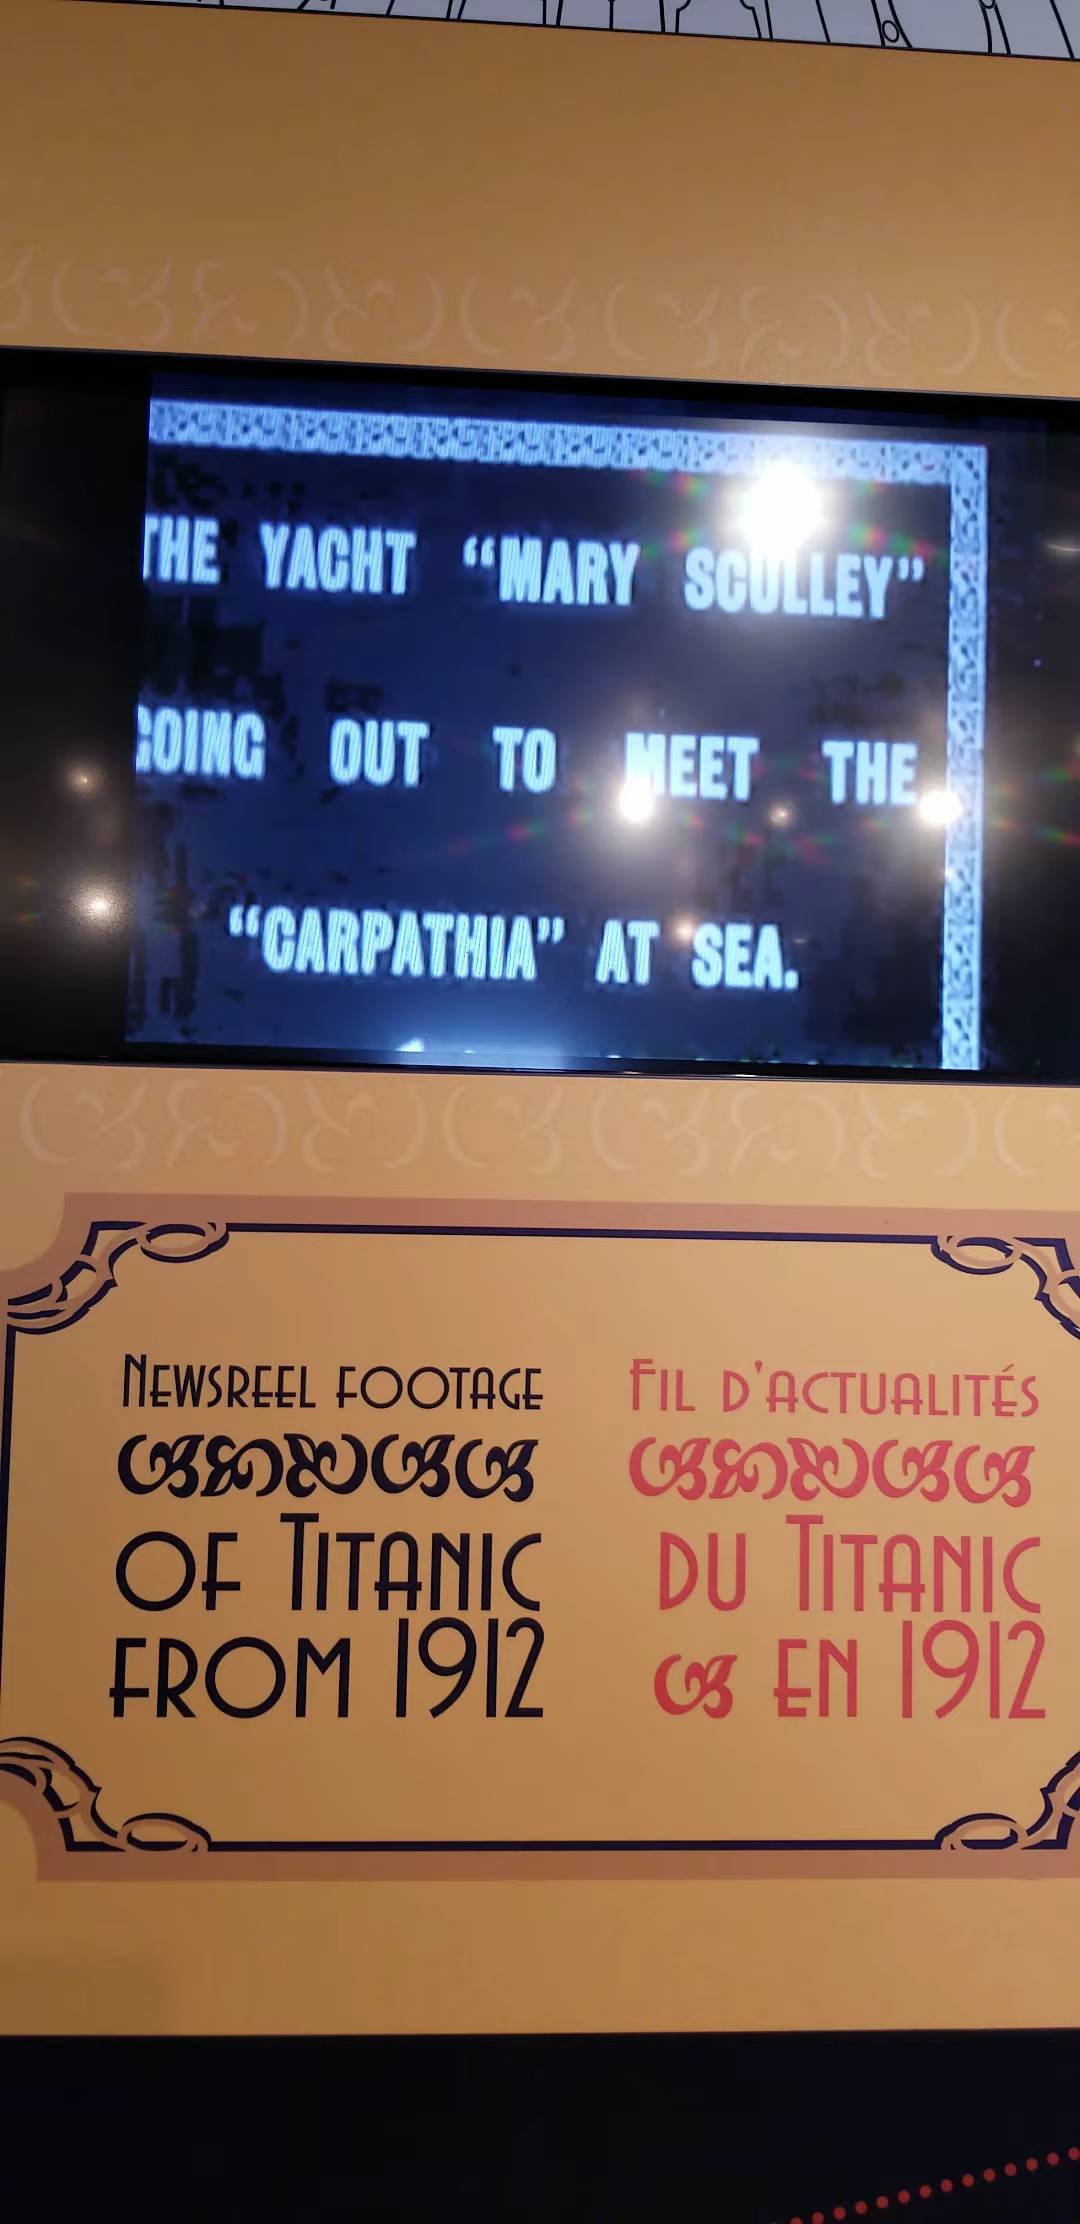 THE YACHT “MARY SCULLEY”
GOING OUT TO MEET THE
“CARPATHIA” AT SEA.
NEWSREEL FOOTAGE
OF TITANIC
FROM 1912
FIL D'ACTUALITÉS
DU TITANIC
EN 1912